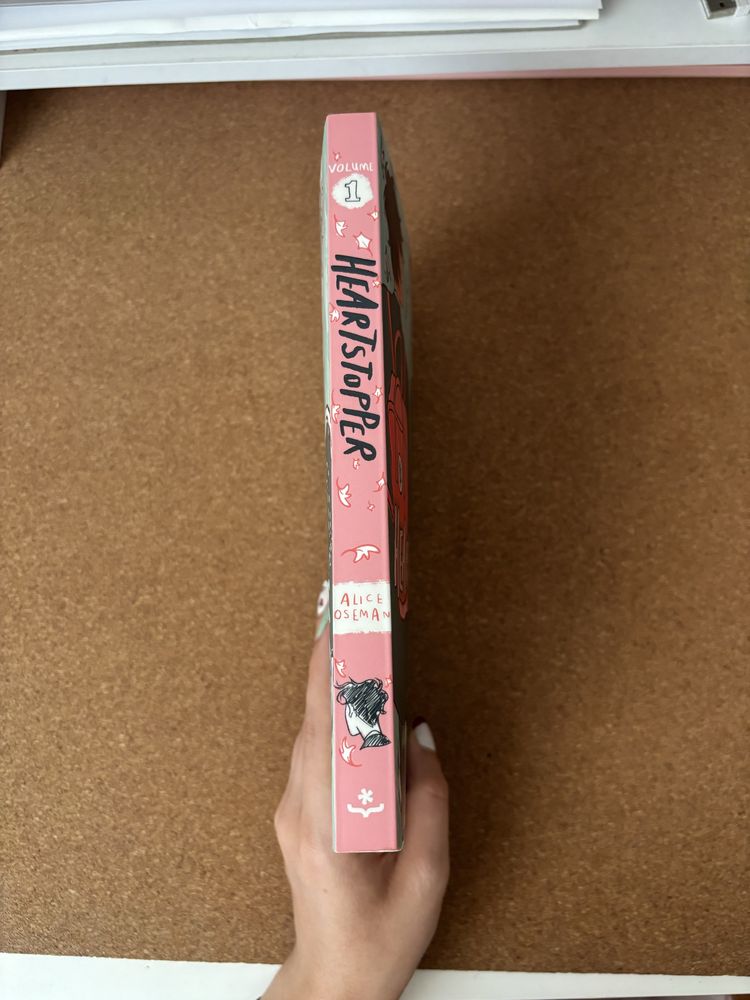 VOLUME
1
HEARTSTOPPER
ALICE
OSEMAN